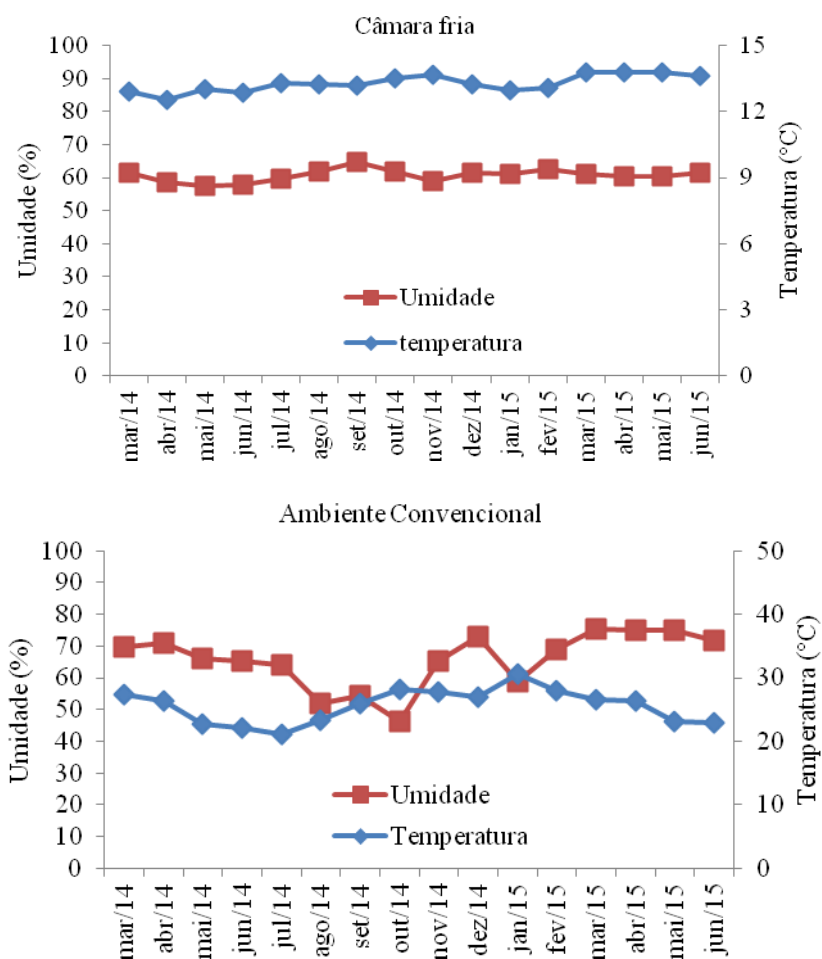 Câmara fria
100
90
80
70
60
50
40
30
20
10
0
Umidade (%)
15
12
9
6
3
0
Temperatura (°C)
Umidade
temperatura
mar/14
abr/14
mai/14
jun/14
jul/14
ago/14
set/14
out/14
nov/14
dez/14
jan/15
fev/15
mar/15
abr/15
mai/15
jun/15
Ambiente Convencional
100
90
80
70
60
50
40
30
20
10
0
Umidade (%)
50
40
30
20
10
0
Temperatura (°C)
Umidade
Temperatura
mar/14
abr/14
mai/14
jun/14
jul/14
ago/14
set/14
out/14
nov/14
dez/14
jan/15
fev/15
mar/15
abr/15
mai/15
jun/15